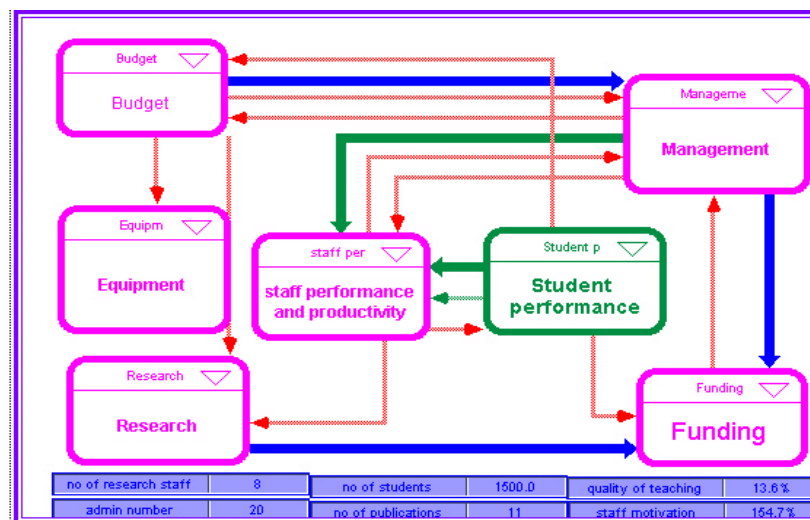 Budget
Budget
Manageme
Management
Equipm
Equipment
staff per
staff performance
and productivity
Student p
Student
performance
Research
Research
Funding
Funding
no of research staff 8 no of students 1500.0 quality of teaching 13.6%
admin number 20 no of publications 11 staff motivation 154.7%